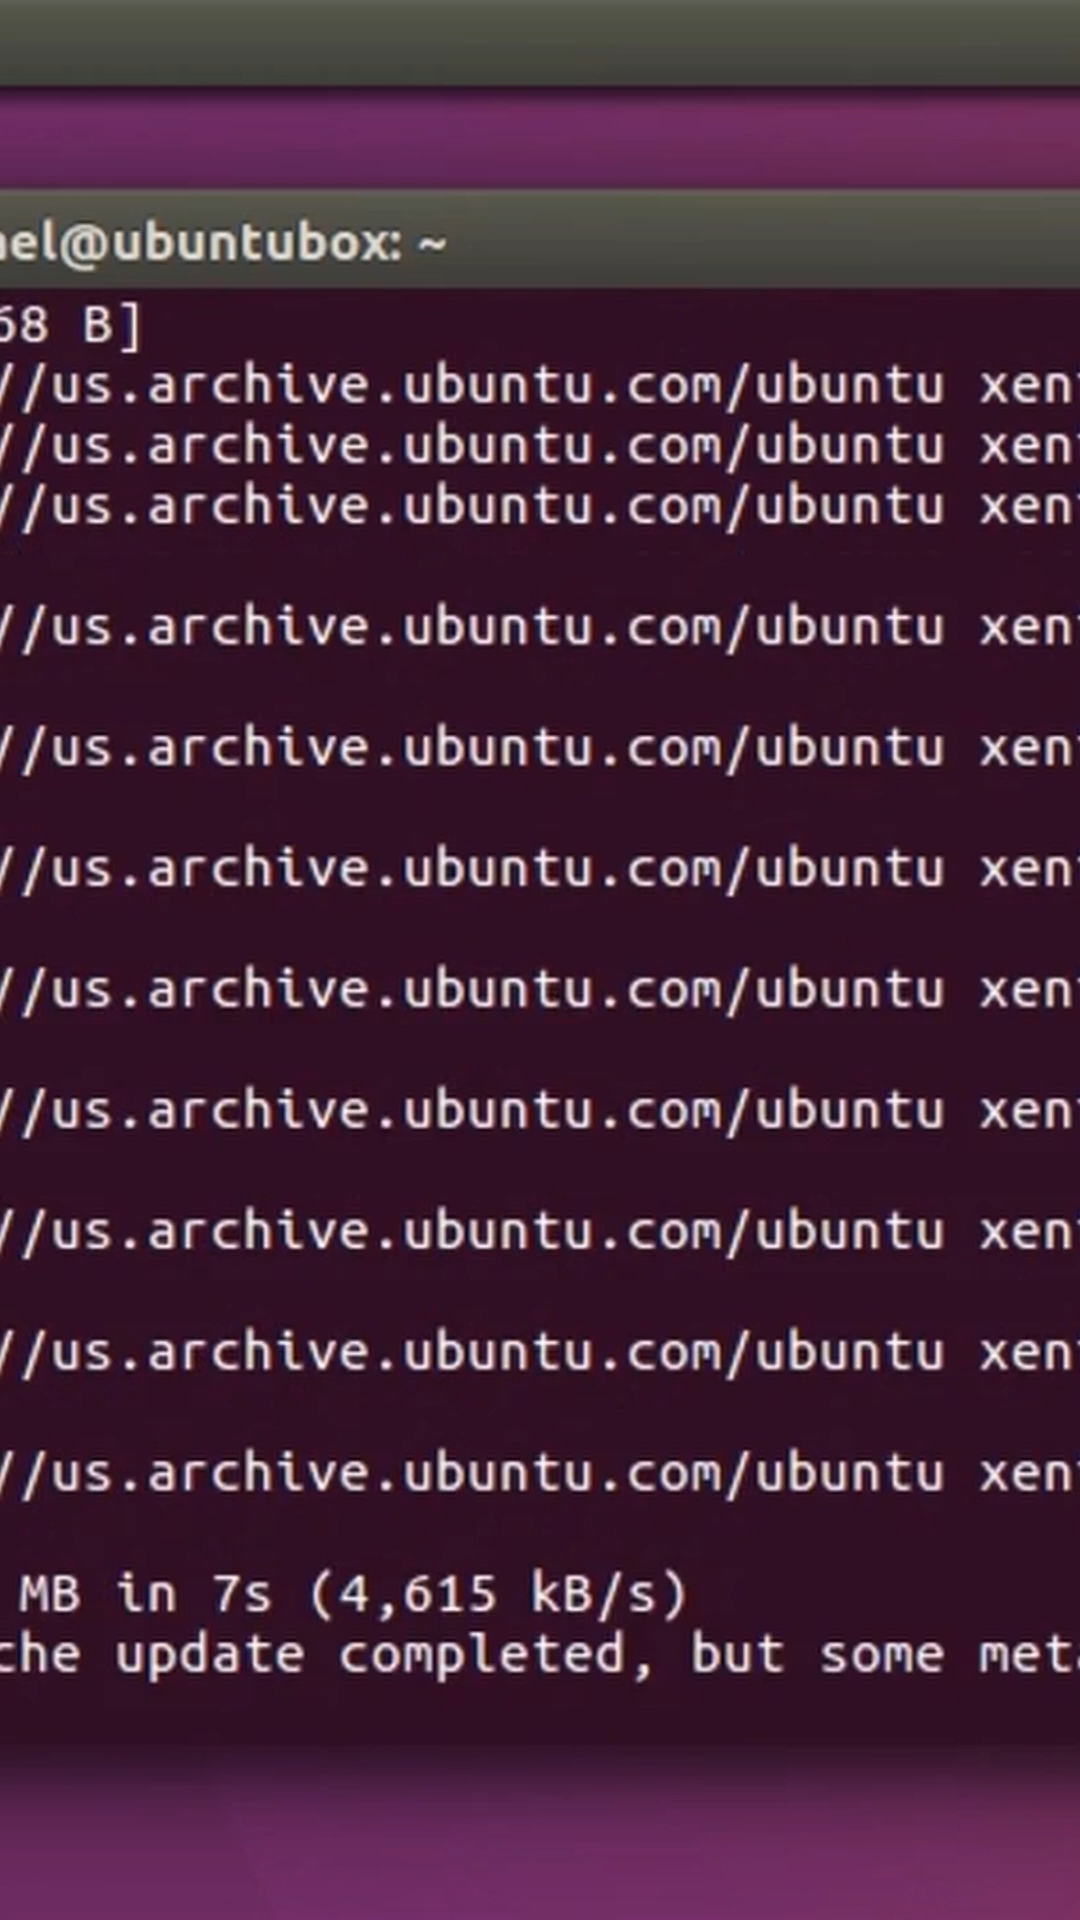 ael@ubuntubox: ~
68 B]
//us.archive.ubuntu.com/ubuntu xen
//us.archive.ubuntu.com/ubuntu xen
//us.archive.ubuntu.com/ubuntu xen
//us.archive.ubuntu.com/ubuntu xen
//us.archive.ubuntu.com/ubuntu xen
//us.archive.ubuntu.com/ubuntu xen
//us.archive.ubuntu.com/ubuntu xen
//us.archive.ubuntu.com/ubuntu xen
//us.archive.ubuntu.com/ubuntu xen
//us.archive.ubuntu.com/ubuntu xen
//us.archive.ubuntu.com/ubuntu xen
MB in 7s (4,615 kB/s)
che update completed, but some meta